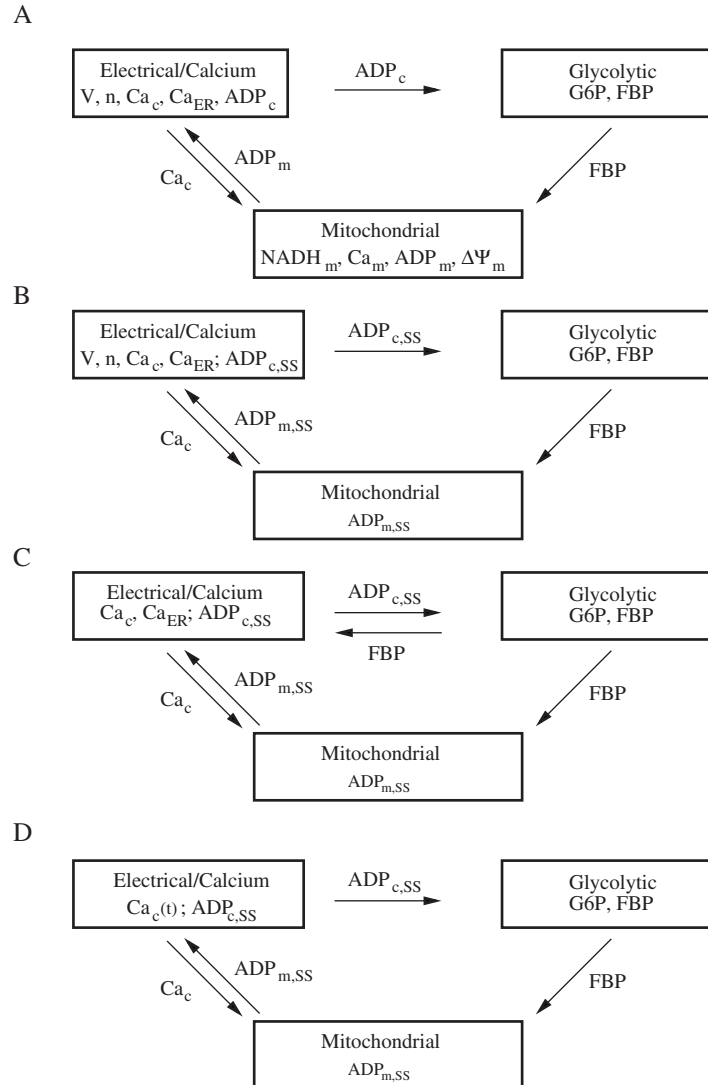 A
Electrical/Calcium
V, n, Ca_c, Ca_ER, ADP_c
ADP_c
Glycolytic
G6P, FBP
Ca_c
ADP_m
FBP
Mitochondrial
NADH_m, Ca_m, ADP_m, ΔΨ_m
B
Electrical/Calcium
V, n, Ca_c, Ca_ER; ADP_c,SS
ADP_c,SS
Glycolytic
G6P, FBP
Ca_c
ADP_m,SS
FBP
Mitochondrial
ADP_m,SS
C
Electrical/Calcium
Ca_c, Ca_ER; ADP_c,SS
ADP_c,SS
FBP
Glycolytic
G6P, FBP
Ca_c
ADP_m,SS
FBP
Mitochondrial
ADP_m,SS
D
Electrical/Calcium
Ca_c(t); ADP_c,SS
ADP_c,SS
Glycolytic
G6P, FBP
Ca_c
ADP_m,SS
FBP
Mitochondrial
ADP_m,SS